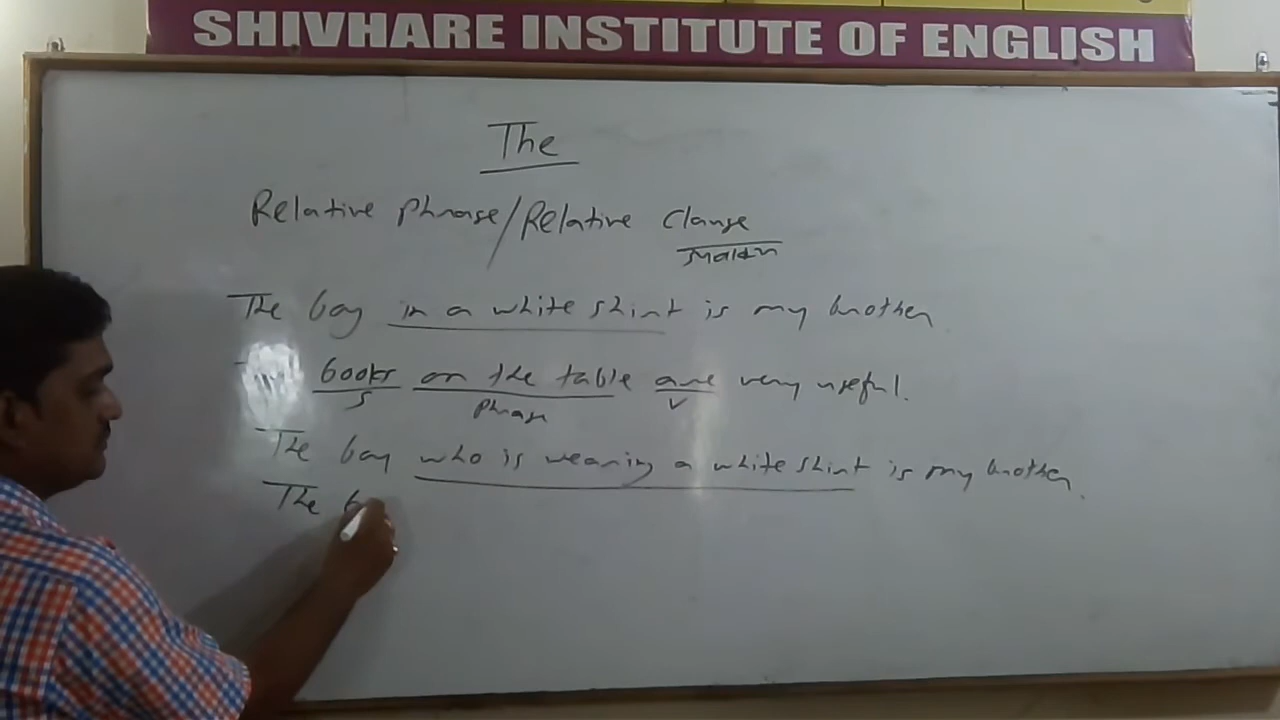 SHIVHARE INSTITUTE OF ENGLISH
The
Relative Phrase/Relative Clause
The boy in a white shirt is my brother
books on the table are very useful.
S phrase V
The boy who is wearing a white shirt is my brother.
The b